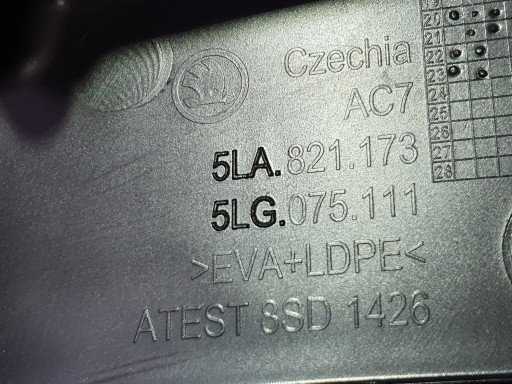 Czechia
AC7
5LA.821.173
5LG.075.111
>EVA+LDPE<
ATEST 8SD 1426
20
21
22
23
24
25
26
27
28